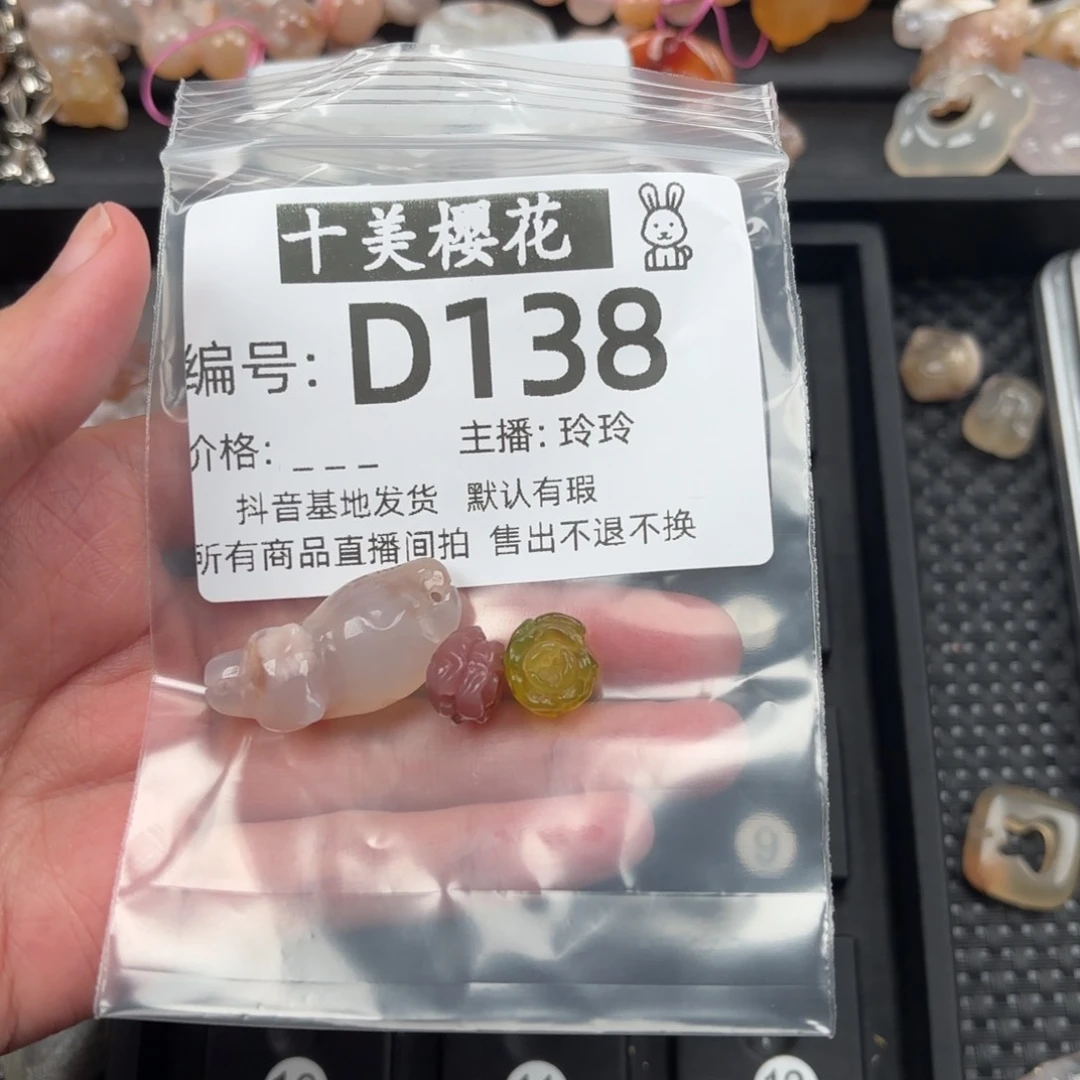 十美樱花
编号: D138
价格: _ _ _ 主播: 玲玲
抖音基地发货 默认有瑕
所有商品直播间拍 售出不退不换
9